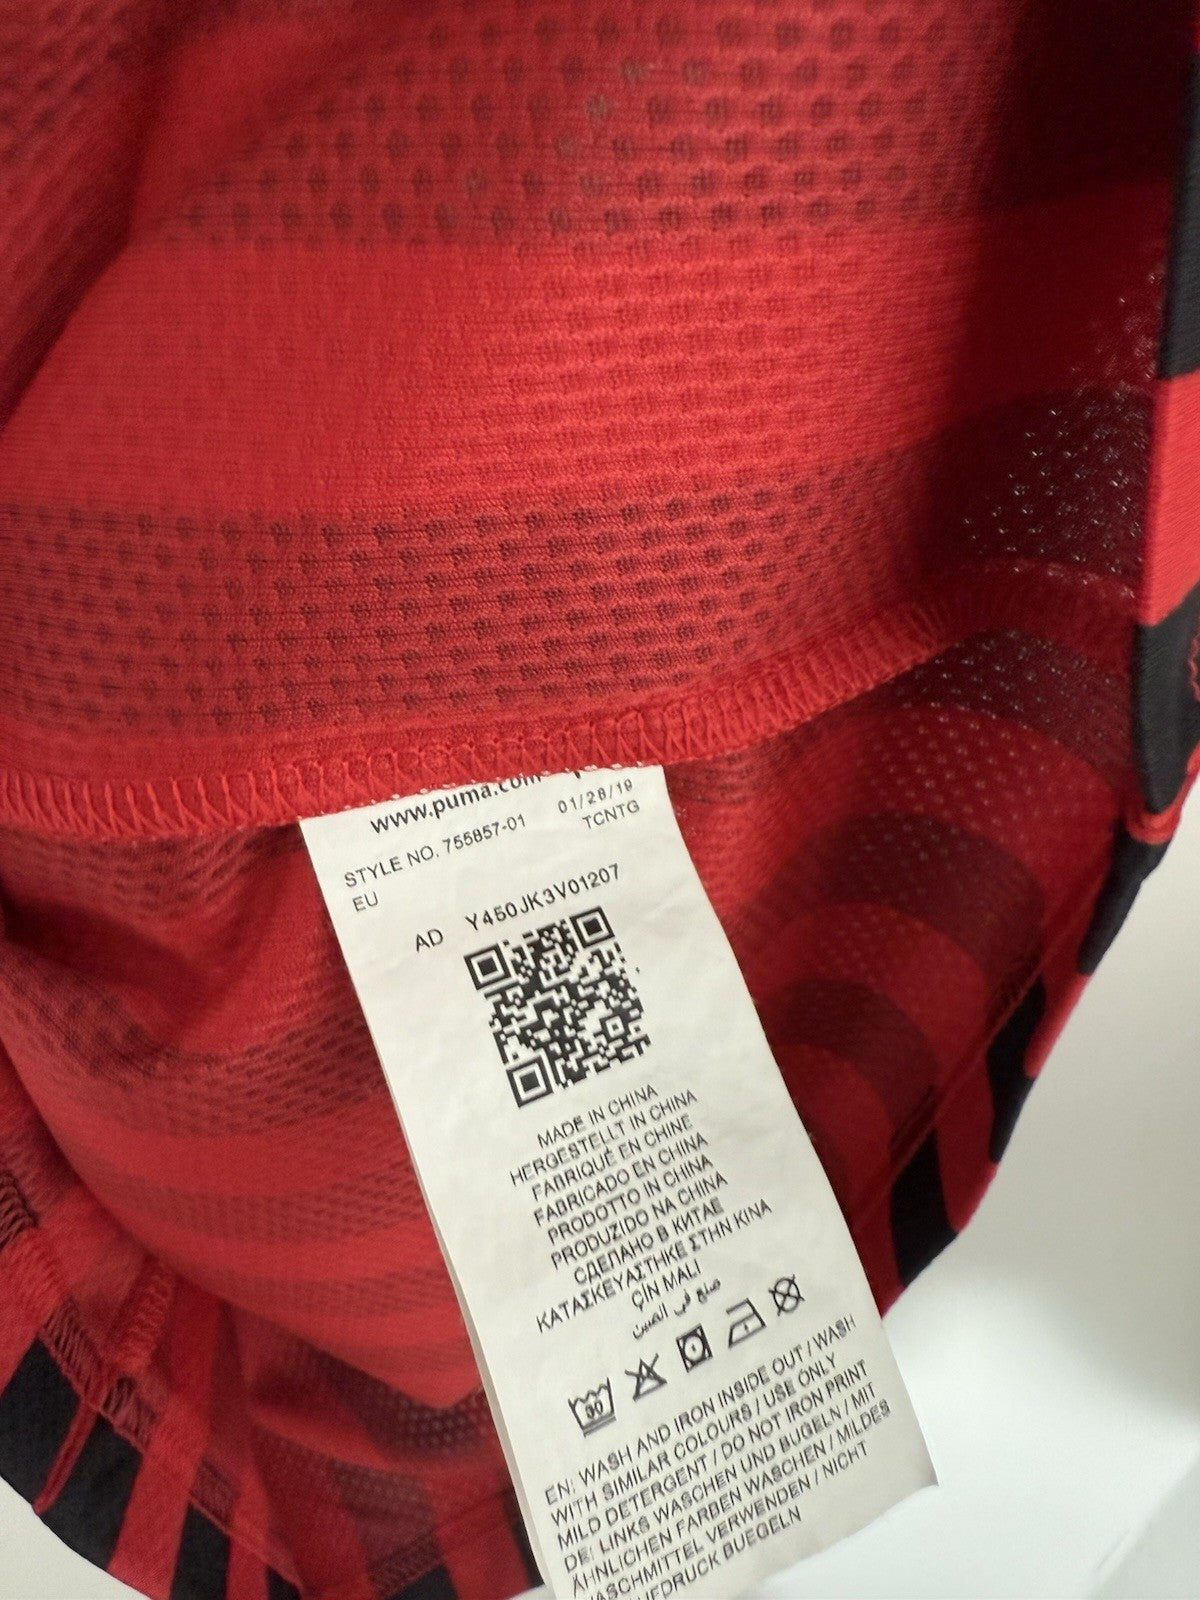 www.puma.com
STYLE NO. 755857-01 01/28/19
EU TCNTG
AD Y450JK3V01207
MADE IN CHINA
HERGESTELLT IN CHINA
FABRIQUÉ EN CHINE
FABRICADO EN CHINA
PRODOTTO IN CHINA
PRODUZIDO NA CHINA
СДЕЛАНО В КИТАЕ
ΚΑΤΑΣΚΕΥΑΣΤΗΚΕ ΣΤΗΝ ΚΙΝΑ
ÇİN MALI
صنع في الصين
30
EN: WASH AND IRON INSIDE OUT / WASH
WITH SIMILAR COLOURS / USE ONLY
MILD DETERGENT / DO NOT IRON PRINT
DE: LINKS WASCHEN UND BUGELN / MIT
ÄHNLICHEN FARBEN WASCHEN / MILDES
WASCHMITTEL VERWENDEN / NICHT
BUEGELN